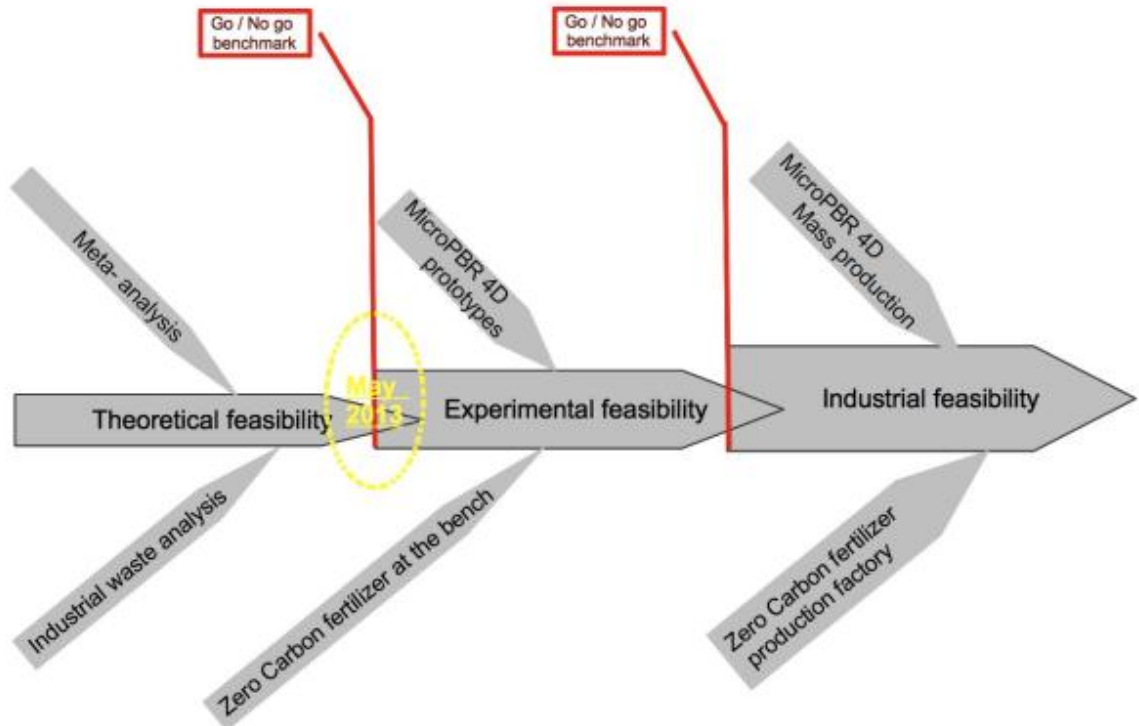 Go / No go
benchmark
Go / No go
benchmark
Meta- analysis
MicroPBR 4D
prototypes
MicroPBR 4D
Mass production
Theoretical feasibility
May
2013
Experimental feasibility
Industrial feasibility
Industrial waste analysis
Zero Carbon fertilizer at the bench
Zero Carbon fertilizer
production factory